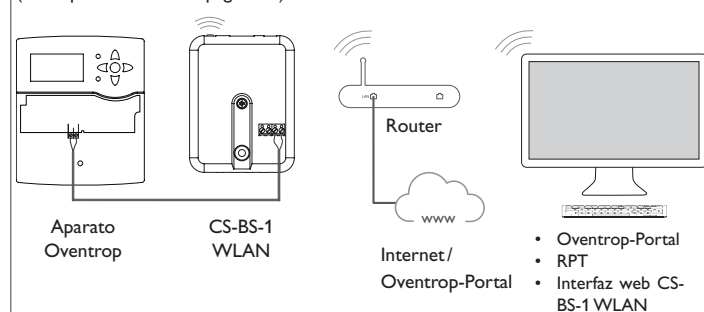 Router
LAN
www
Aparato
Oventrop
CS-BS-1
WLAN
Internet/
Oventrop-Portal
• Oventrop-Portal
• RPT
• Interfaz web CS-
BS-1 WLAN